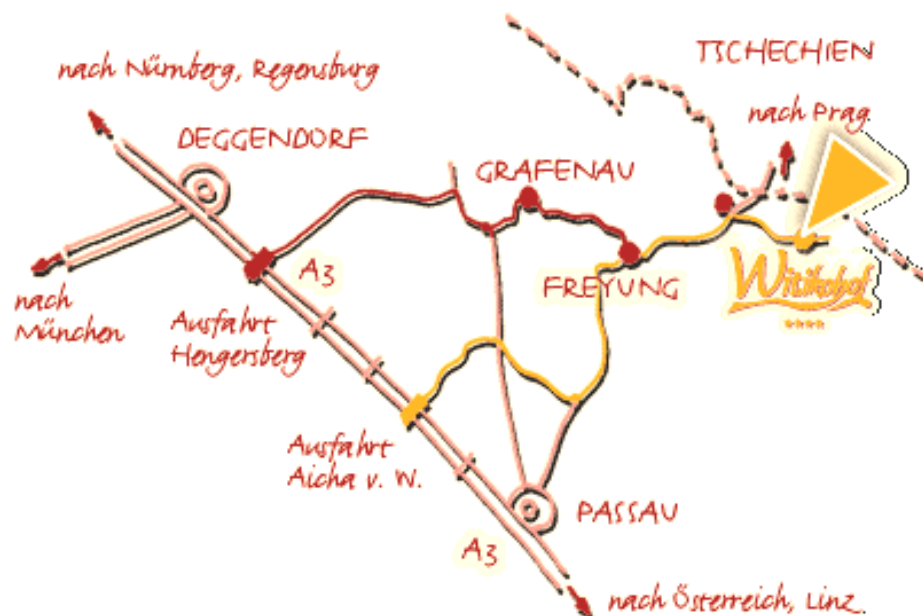 TSCHECHIEN
nach Nürnberg, Regensburg
nach Prag
DEGGENDORF
GRAFENAU
A3
FREYUNG
Witikohof
****
nach
München
Ausfahrt
Hengersberg
Ausfahrt
Aicha v. W.
PASSAU
A3
nach Österreich, Linz